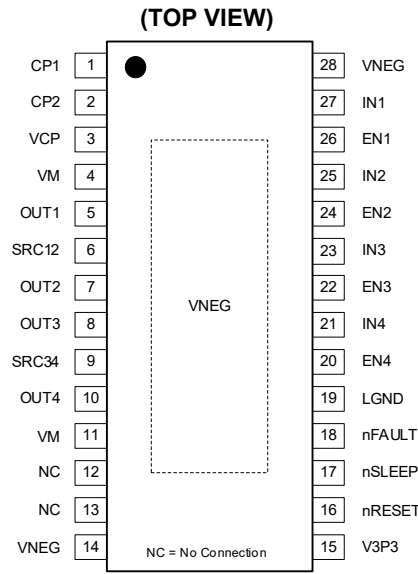 (TOP VIEW)
CP1 1 28 VNEG
CP2 2 27 IN1
VCP 3 26 EN1
VM 4 25 IN2
OUT1 5 24 EN2
SRC12 6 23 IN3
OUT2 7 22 EN3
OUT3 8 21 IN4
VNEG
SRC34 9 20 EN4
OUT4 10 19 LGND
VM 11 18 nFAULT
NC 12 17 nSLEEP
NC 13 16 nRESET
VNEG 14 15 V3P3
NC = No Connection